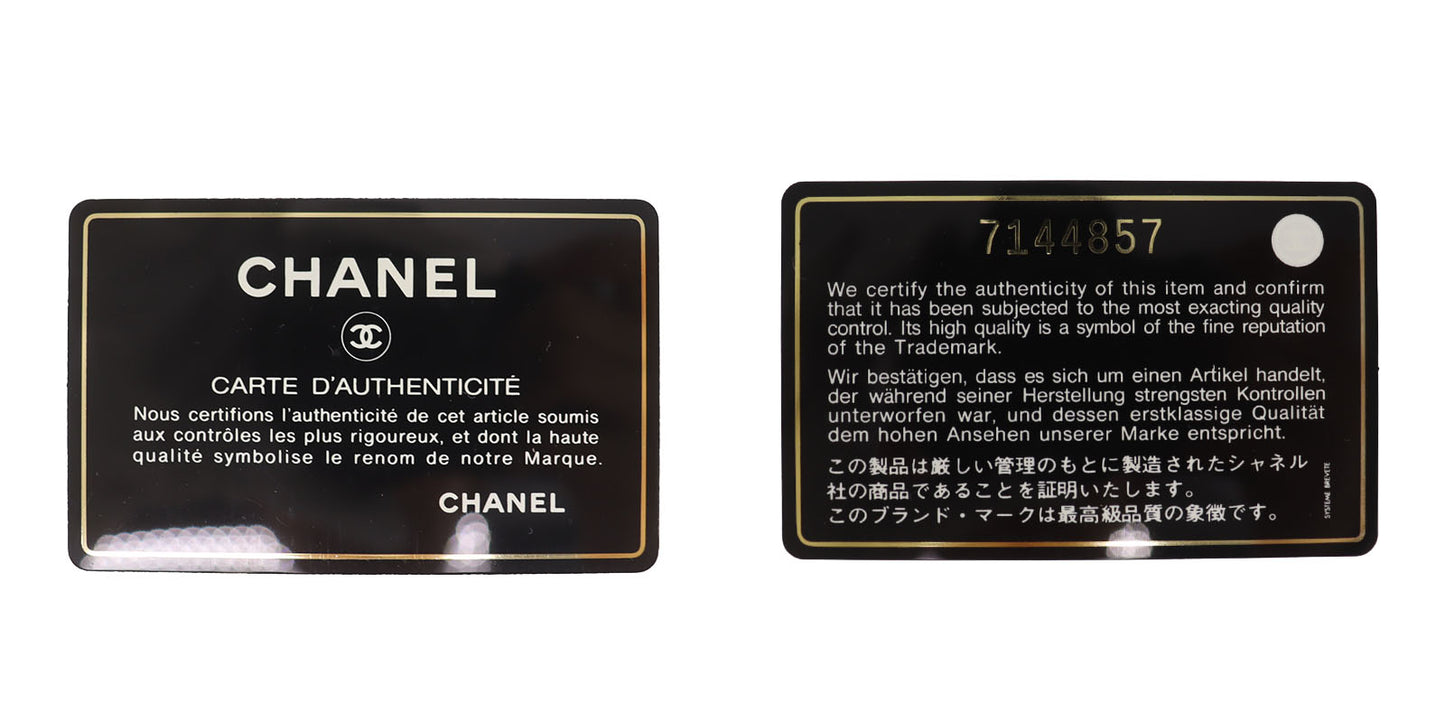 CHANEL
CARTE D'AUTHENTICITÉ
Nous certifions l'authenticité de cet article soumis
aux contrôles les plus rigoureux, et dont la haute
qualité symbolise le renom de notre Marque.
CHANEL
7144857
We certify the authenticity of this item and confirm
that it has been subjected to the most exacting quality
control. Its high quality is a symbol of the fine reputation
of the Trademark.
Wir bestätigen, dass es sich um einen Artikel handelt,
der während seiner Herstellung strengsten Kontrollen
unterworfen war, und dessen erstklassige Qualität
dem hohen Ansehen unserer Marke entspricht.
この製品は厳しい管理のもとに製造されたシャネル
社の商品であることを証明いたします。
このブランド・マークは最高級品質の象徴です。
SYSTEME BREVETE